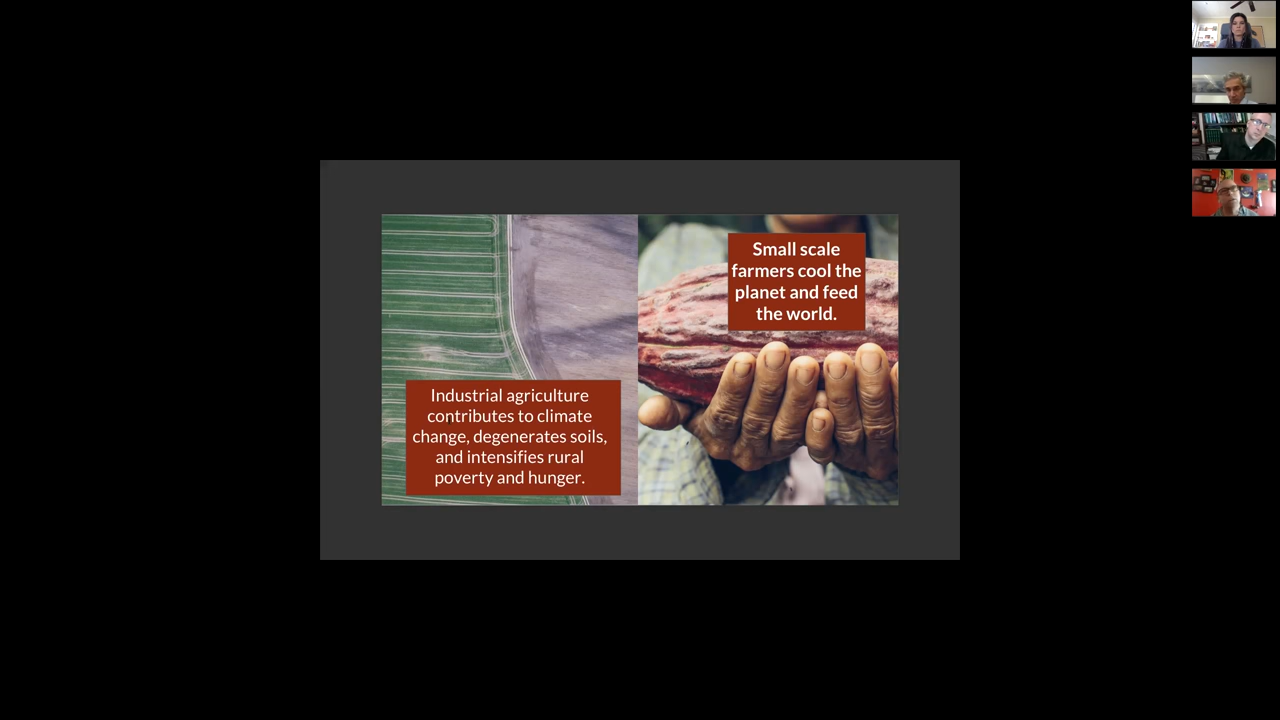 Industrial agriculture
contributes to climate
change, degenerates soils,
and intensifies rural
poverty and hunger.
Small scale
farmers cool the
planet and feed
the world.